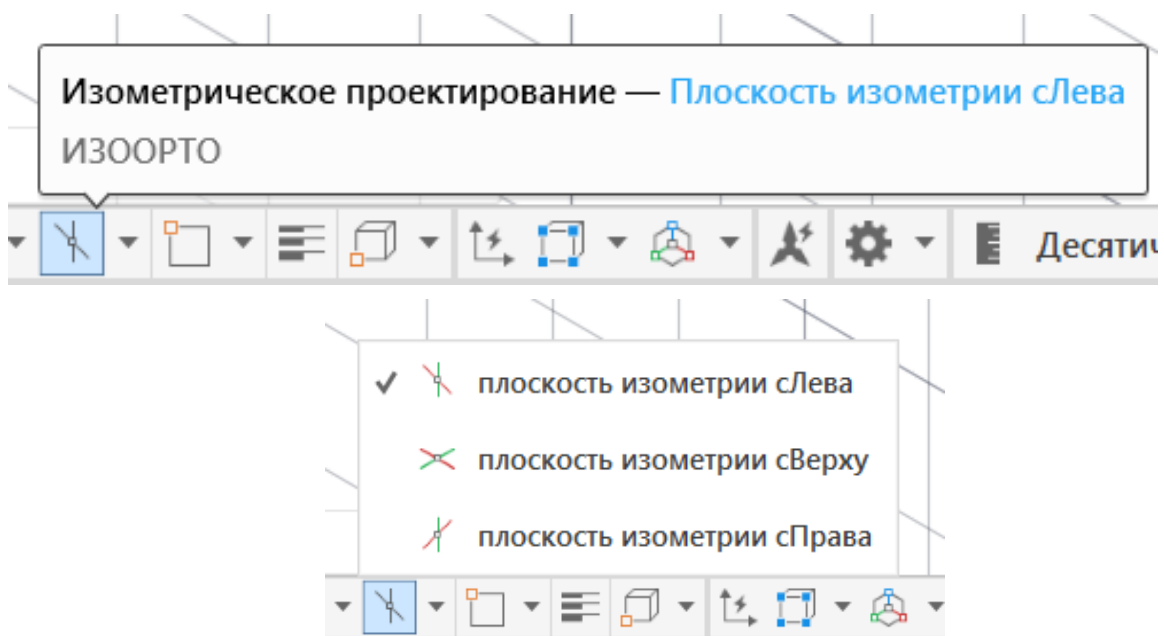 Изометрическое проектирование — Плоскость изометрии сЛева
ИЗООРТО
Десятич
плоскость изометрии сЛева
плоскость изометрии сВерху
плоскость изометрии сПрава